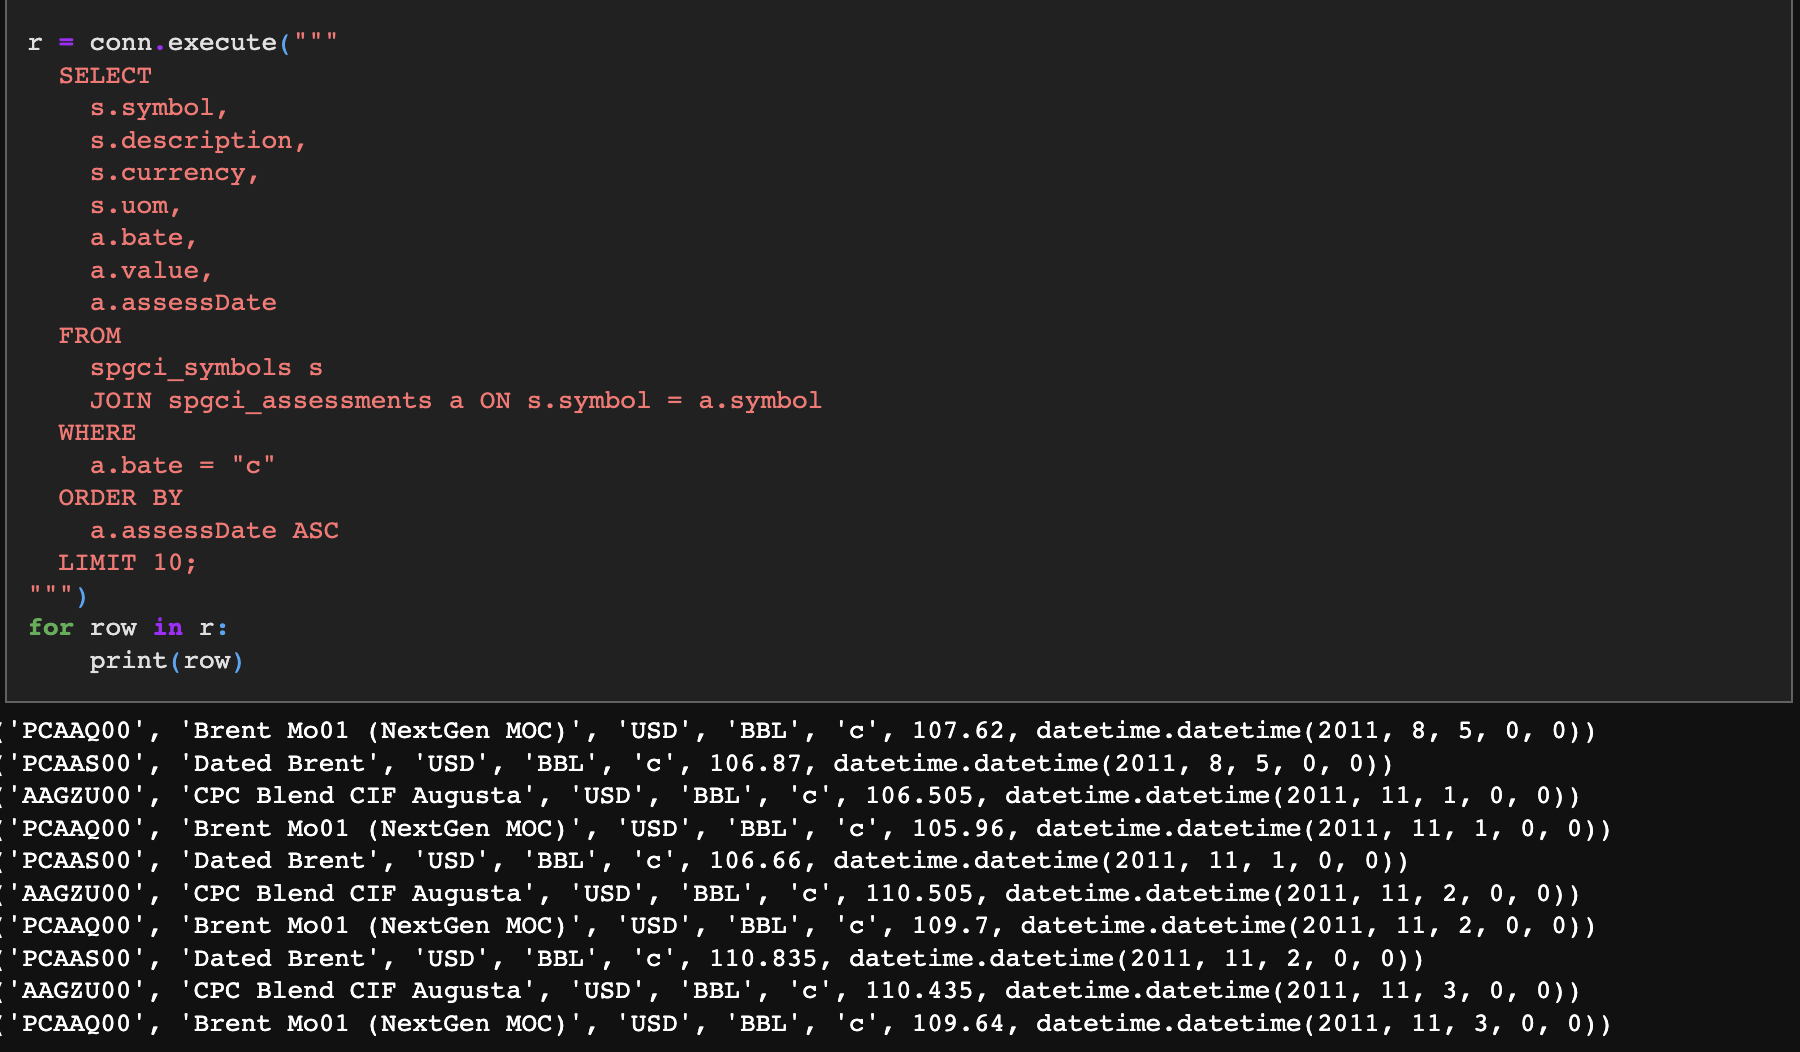 r = conn.execute("""
  SELECT
    s.symbol,
    s.description,
    s.currency,
    s.uom,
    a.bate,
    a.value,
    a.assessDate
  FROM
    spgci_symbols s
    JOIN spgci_assessments a ON s.symbol = a.symbol
  WHERE
    a.bate = "c"
  ORDER BY
    a.assessDate ASC
  LIMIT 10;
""")
for row in r:
    print(row)
('PCAAQ00', 'Brent Mo01 (NextGen MOC)', 'USD', 'BBL', 'c', 107.62, datetime.datetime(2011, 8, 5, 0, 0))
('PCAAS00', 'Dated Brent', 'USD', 'BBL', 'c', 106.87, datetime.datetime(2011, 8, 5, 0, 0))
('AAGZU00', 'CPC Blend CIF Augusta', 'USD', 'BBL', 'c', 106.505, datetime.datetime(2011, 11, 1, 0, 0))
('PCAAQ00', 'Brent Mo01 (NextGen MOC)', 'USD', 'BBL', 'c', 105.96, datetime.datetime(2011, 11, 1, 0, 0))
('PCAAS00', 'Dated Brent', 'USD', 'BBL', 'c', 106.66, datetime.datetime(2011, 11, 1, 0, 0))
('AAGZU00', 'CPC Blend CIF Augusta', 'USD', 'BBL', 'c', 110.505, datetime.datetime(2011, 11, 2, 0, 0))
('PCAAQ00', 'Brent Mo01 (NextGen MOC)', 'USD', 'BBL', 'c', 109.7, datetime.datetime(2011, 11, 2, 0, 0))
('PCAAS00', 'Dated Brent', 'USD', 'BBL', 'c', 110.835, datetime.datetime(2011, 11, 2, 0, 0))
('AAGZU00', 'CPC Blend CIF Augusta', 'USD', 'BBL', 'c', 110.435, datetime.datetime(2011, 11, 3, 0, 0))
('PCAAQ00', 'Brent Mo01 (NextGen MOC)', 'USD', 'BBL', 'c', 109.64, datetime.datetime(2011, 11, 3, 0, 0))